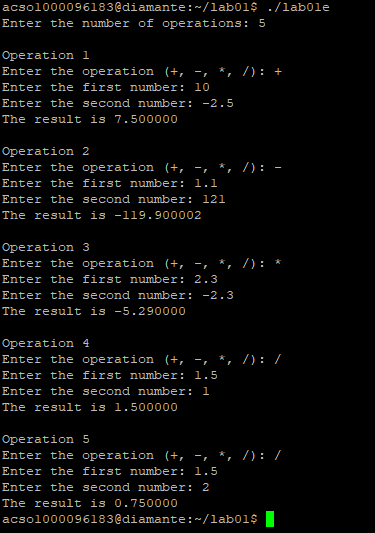 acso1000096183@diamante:~/lab01$ ./lab01e
Enter the number of operations: 5
Operation 1
Enter the operation (+, -, *, /): +
Enter the first number: 10
Enter the second number: -2.5
The result is 7.500000
Operation 2
Enter the operation (+, -, *, /): -
Enter the first number: 1.1
Enter the second number: 121
The result is -119.900002
Operation 3
Enter the operation (+, -, *, /): *
Enter the first number: 2.3
Enter the second number: -2.3
The result is -5.290000
Operation 4
Enter the operation (+, -, *, /): /
Enter the first number: 1.5
Enter the second number: 1
The result is 1.500000
Operation 5
Enter the operation (+, -, *, /): /
Enter the first number: 1.5
Enter the second number: 2
The result is 0.750000
acso1000096183@diamante:~/lab01$